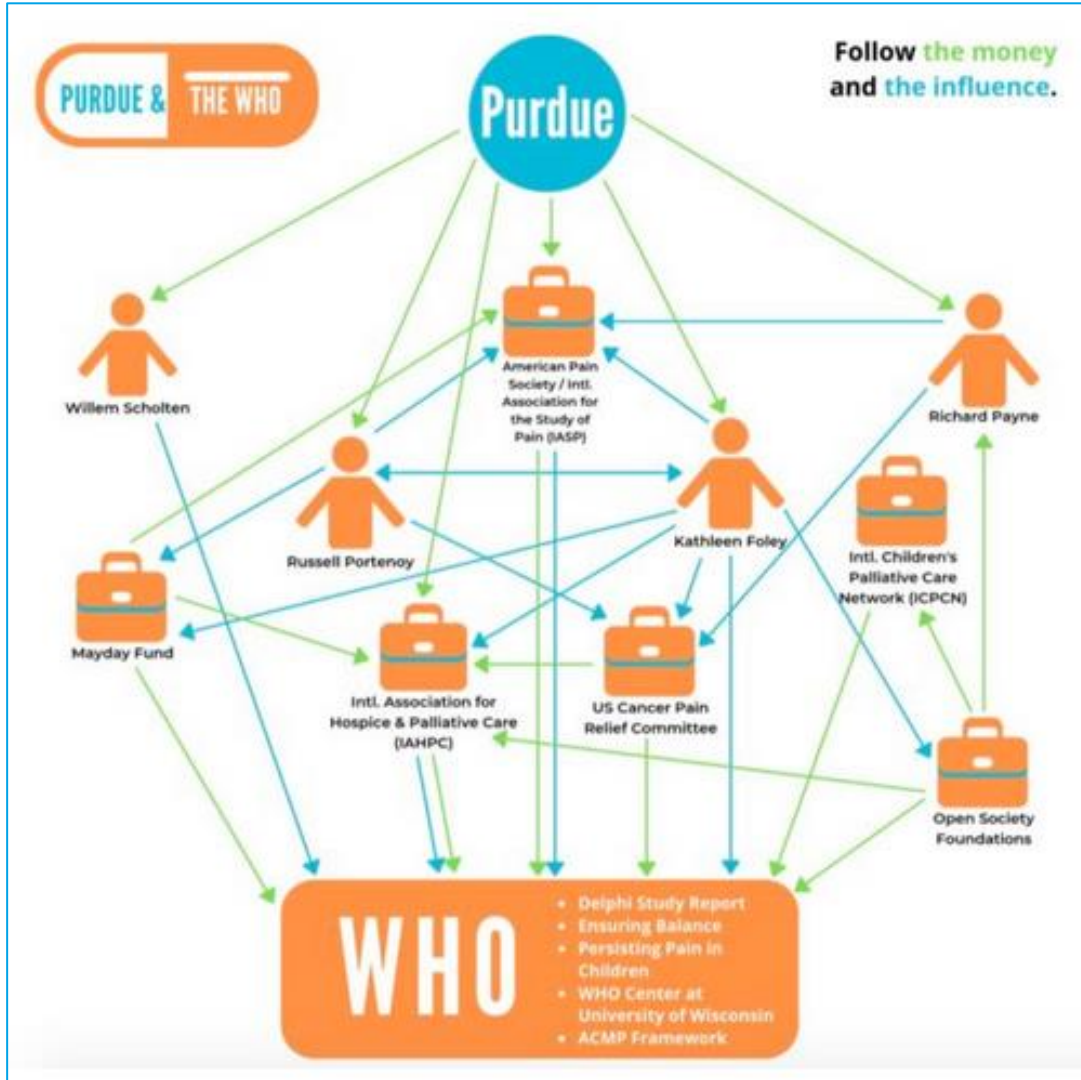 PURDUE & THE WHO
Purdue
Follow the money
and the influence.
Willem Scholten
American Pain
Society / Intl.
Association for
the Study of
Pain (IASP)
Richard Payne
Russell Portenoy
Kathleen Foley
Intl. Children's
Palliative Care
Network (ICPCN)
Mayday Fund
Intl. Association for
Hospice & Palliative Care
(IAHPC)
US Cancer Pain
Relief Committee
Open Society
Foundations
WHO
• Delphi Study Report
• Ensuring Balance
• Persisting Pain in
Children
• WHO Center at
University of Wisconsin
• ACMP Framework